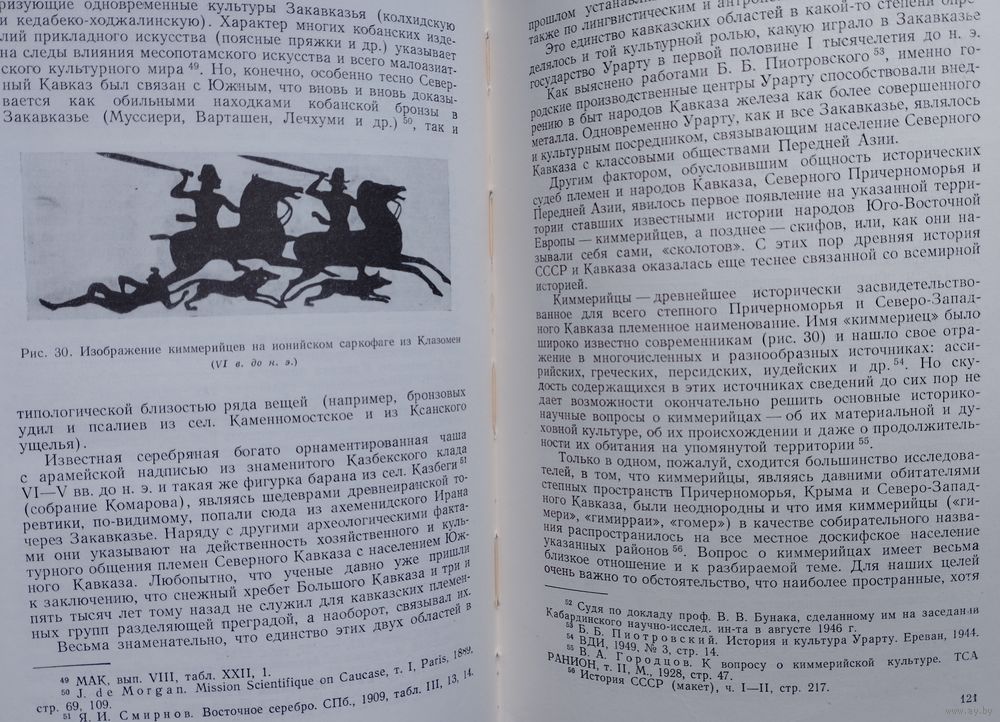 ризующие одновременные культуры Закавказья (колхидскую
и кедабеко-ходжалинскую). Характер многих кобанских изде-
лий прикладного искусства (поясные пряжки и др.) указывает
на следы влияния месопотамского искусства и всего малоазиат-
ского культурного мира 49. Но, конечно, особенно тесно Север-
ный Кавказ был связан с Южным, что вновь и вновь доказы-
вается как обильными находками кобанской бронзы в
Закавказье (Муссиери, Варташен, Лечхуми и др.) 50, так и
Рис. 30. Изображение киммерийцев на ионийском саркофаге из Клазомен
(VI в. до н. э.)
типологической близостью ряда вещей (например, бронзовых
удил и псалиев из сел. Каменномостское и из Ксанского
ущелья).
Известная серебряная богато орнаментированная чаша
с арамейской надписью из знаменитого Казбекского клада
VI—V вв. до н. э. и такая же фигурка барана из сел. Казбеги 51
(собрание Комарова), являясь шедеврами древнеиранской то-
ревтики, по-видимому, попали сюда из ахеменидского Ирана
через Закавказье. Наряду с другими археологическими факта-
ми они указывают на действенность хозяйственного и куль-
турного общения племен Северного Кавказа с населением Юж-
ного Кавказа. Любопытно, что ученые давно уже пришли
к заключению, что снежный хребет Большого Кавказа и три и
пять тысяч лет тому назад не служил для кавказских племен-
ных групп разделяющей преградой, а наоборот, связывал их.
Весьма знаменательно, что единство этих двух областей в
49 МАК, вып. VIII, табл. XXII, 1.
50 J. de Morgan. Mission Scientifique on Caucase, т. I, Paris, 1889,
стр. 69, 109.
51 Я. И. Смирнов. Восточное серебро. СПб., 1909, табл. III, 13, 14.
прошлом
также по лингвистическим и
Это единство кавказских областей в какой-то степени опре-
делялось и той культурной ролью, какую играло в Закавказье
государство Урарту в первой половине I тысячелетия до н. э.
Как выяснено работами Б. Б. Пиотровского 53, именно го-
родские производственные центры Урарту способствовали внед-
рению в быт народов Кавказа железа как более совершенного
металла. Одновременно Урарту, как и все Закавказье, являлось
и культурным посредником, связывающим население Северного
Кавказа с классовыми обществами Передней Азии.
Другим фактором, обусловившим общность исторических
судеб племен и народов Кавказа, Северного Причерноморья и
Передней Азии, явилось первое появление на указанной терри-
тории ставших известными истории народов Юго-Восточной
Европы — киммерийцев, а позднее — скифов, или, как они на-
зывали себя сами, «сколотов». С этих пор древняя история
СССР и Кавказа оказалась еще теснее связанной со всемирной
историей.
Киммерийцы — древнейшее исторически засвидетельство-
ванное для всего степного Причерноморья и Северо-Запад-
ного Кавказа племенное наименование. Имя «киммериец» было
широко известно современникам (рис. 30) и нашло свое отра-
жение в многочисленных и разнообразных источниках: асси-
рийских, греческих, персидских, иудейских и др. 54. Но ску-
дость содержащихся в этих источниках сведений до сих пор не
дает возможности окончательно решить основные историко-
научные вопросы о киммерийцах — об их материальной и ду-
ховной культуре, об их происхождении и даже о продолжитель-
ности их обитания на упомянутой территории 55.
Только в одном, пожалуй, сходится большинство исследова-
телей, в том, что киммерийцы, являясь давними обитателями
степных пространств Причерноморья, Крыма и Северо-Запад-
ного Кавказа, были неоднородны и что имя киммерийцы («ги-
мери», «гимирраи», «гомер») в качестве собирательного назва-
ния распространилось на все местное доскифское население
указанных районов 56. Вопрос о киммерийцах имеет весьма
близкое отношение и к разбираемой теме. Для наших целей
очень важно то обстоятельство, что наиболее пространные, хотя
52 Судя по докладу проф. В. В. Бунака, сделанному им на заседании
Кабардинского научно-исслед. ин-та в августе 1946 г.
53 Б. Б. Пиотровский. История и культура Урарту. Ереван, 1944.
54 ВДИ, 1949, № 3, стр. 14.
55 В. А. Городцов. К вопросу о киммерийской культуре. ТСА
РАНИОН, т. II, М., 1928, стр. 47.
56 История СССР (макет), ч. I—II, стр. 217.
121
www.ay.by